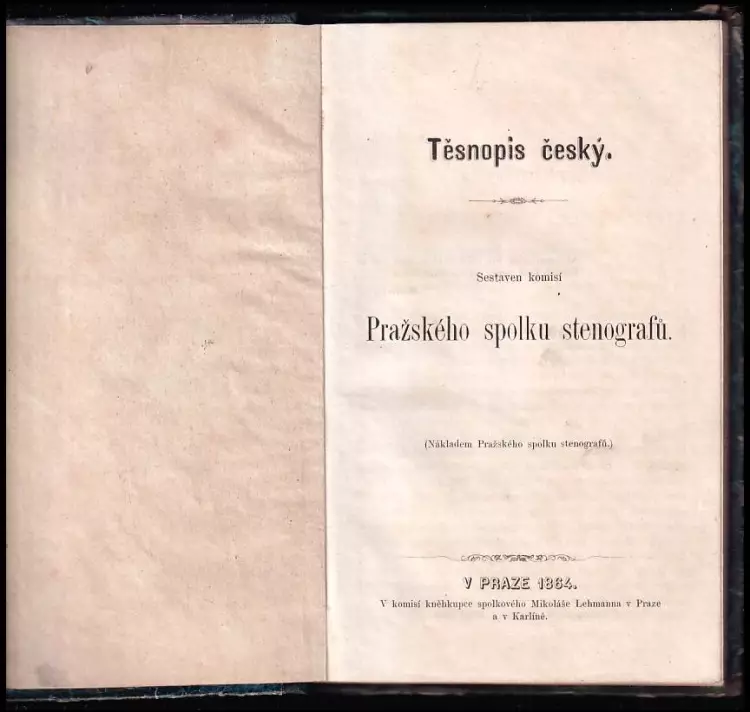 Těsnopis český.
Sestaven komisí
Pražského spolku stenografů.
(Nákladem Pražského spolku stenografů.)
V PRAZE 1864.
V komisí kněhkupce spolkového Mikoláše Lehmanna v Praze
a v Karlíně.